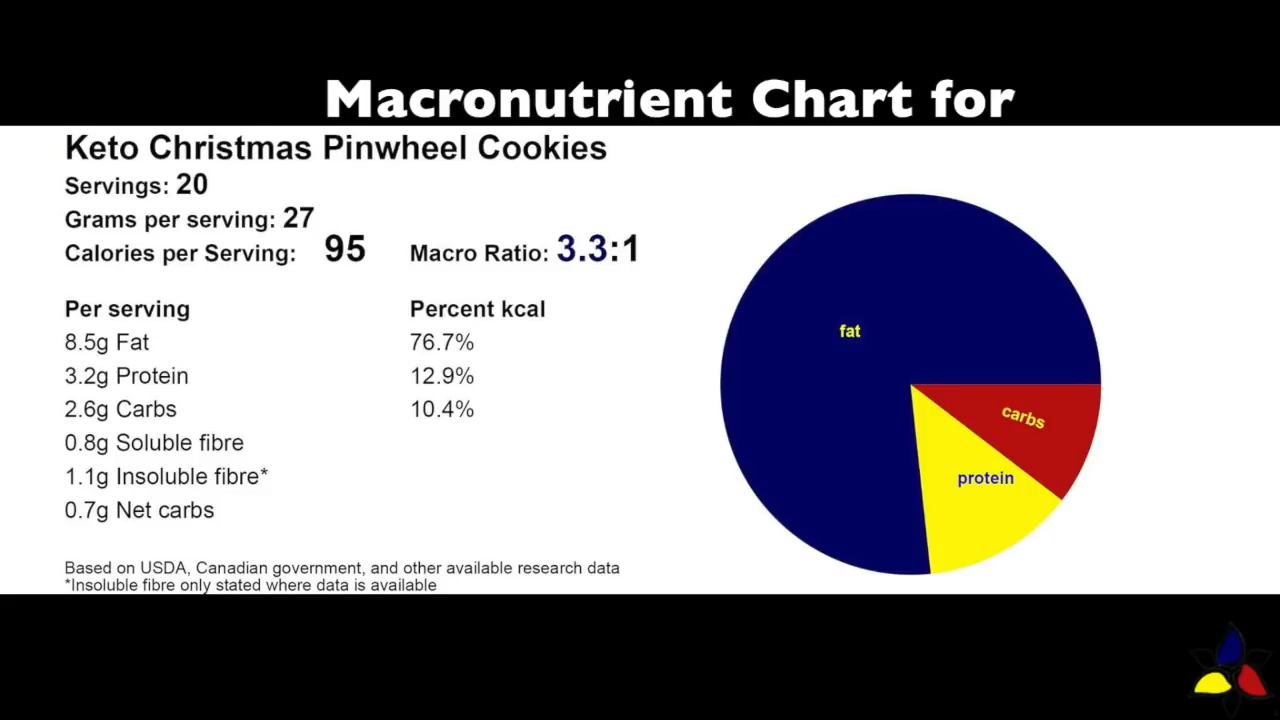 Macronutrient Chart for
Keto Christmas Pinwheel Cookies
Servings: 20
Grams per serving: 27
Calories per Serving: 95 Macro Ratio: 3.3:1
Per serving Percent kcal
8.5g Fat 76.7%
3.2g Protein 12.9%
2.6g Carbs 10.4%
0.8g Soluble fibre
1.1g Insoluble fibre*
0.7g Net carbs
Based on USDA, Canadian government, and other available research data
*Insoluble fibre only stated where data is available
fat
carbs
protein